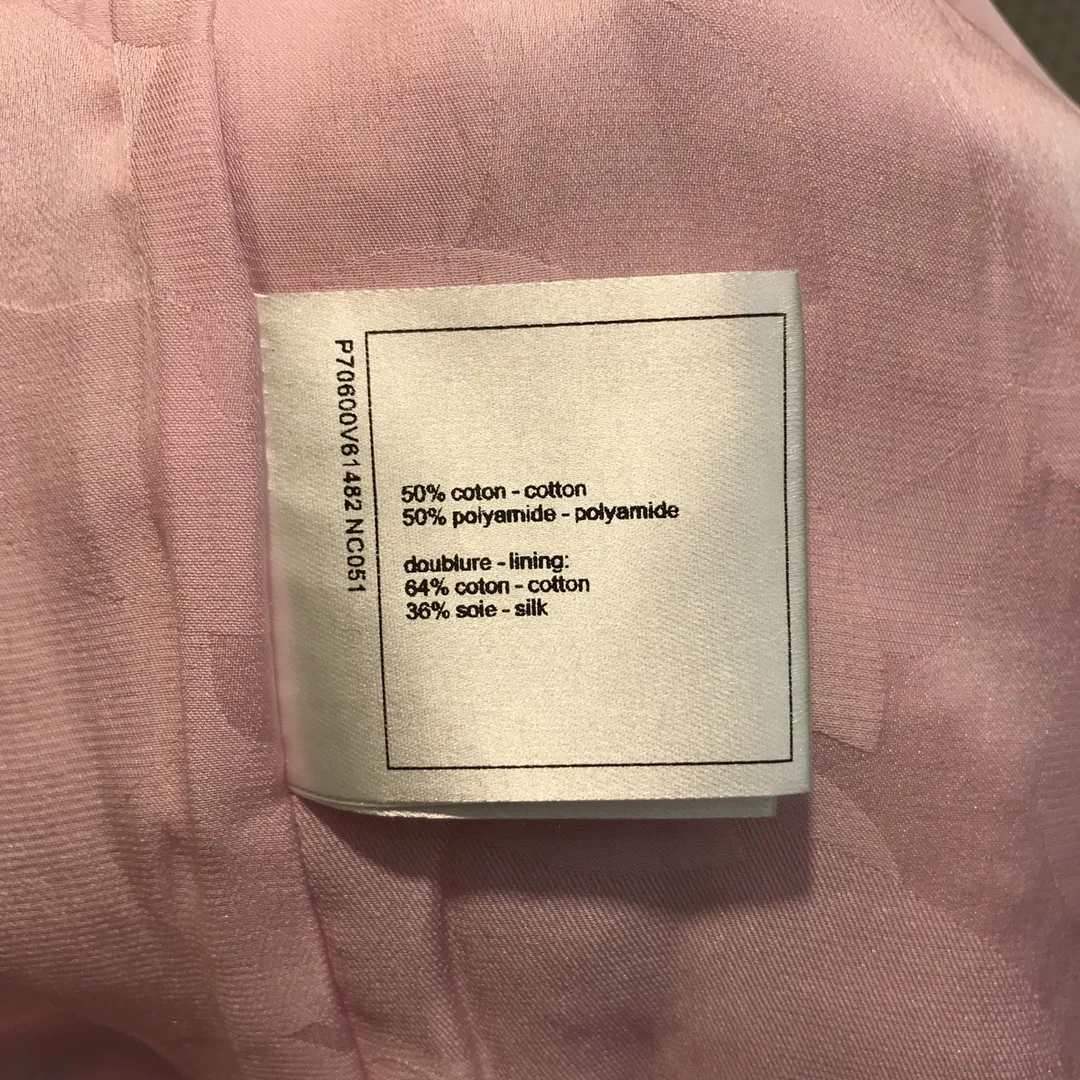 P70600V61482 NC051
50% coton - cotton
50% polyamide - polyamide
doublure - lining:
64% coton - cotton
36% soie - silk